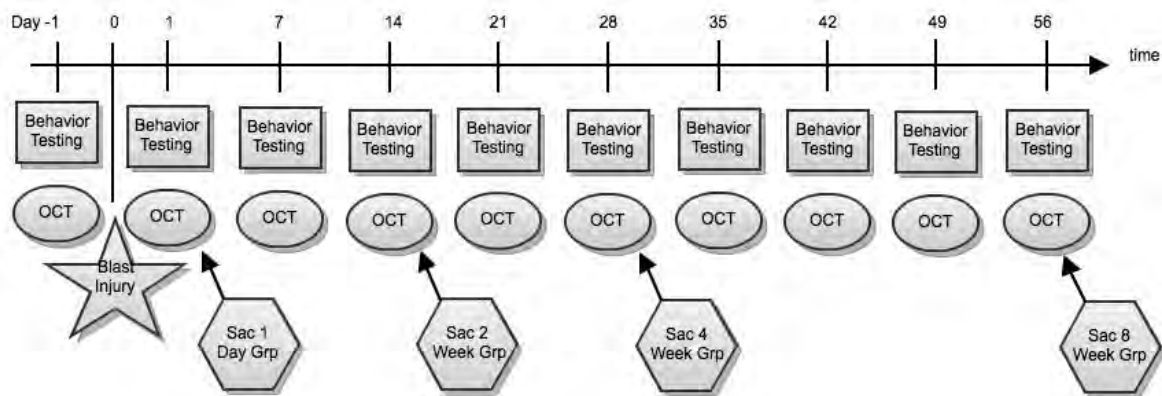 Day -1 0 1 7 14 21 28 35 42 49 56
time
Behavior Behavior Behavior Behavior Behavior Behavior Behavior Behavior Behavior Behavior
Testing Testing Testing Testing Testing Testing Testing Testing Testing Testing
OCT OCT OCT OCT OCT OCT OCT OCT OCT OCT
Blast
Injury
Sac 1 Sac 2 Sac 4 Sac 8
Day Grp Week Grp Week Grp Week Grp